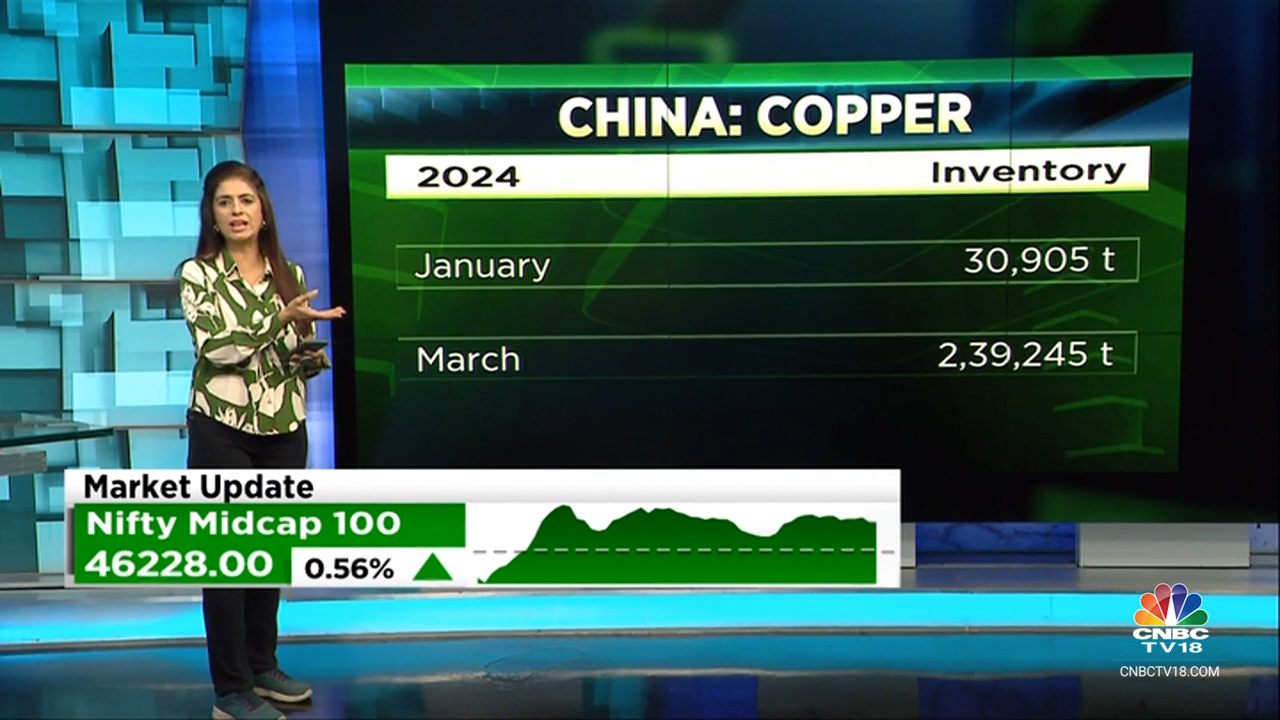 CHINA: COPPER
2024 Inventory
January 30,905 t
March 2,39,245 t
Market Update
Nifty Midcap 100
46228.00 0.56%
CNBC
TV18
CNBCTV18.COM